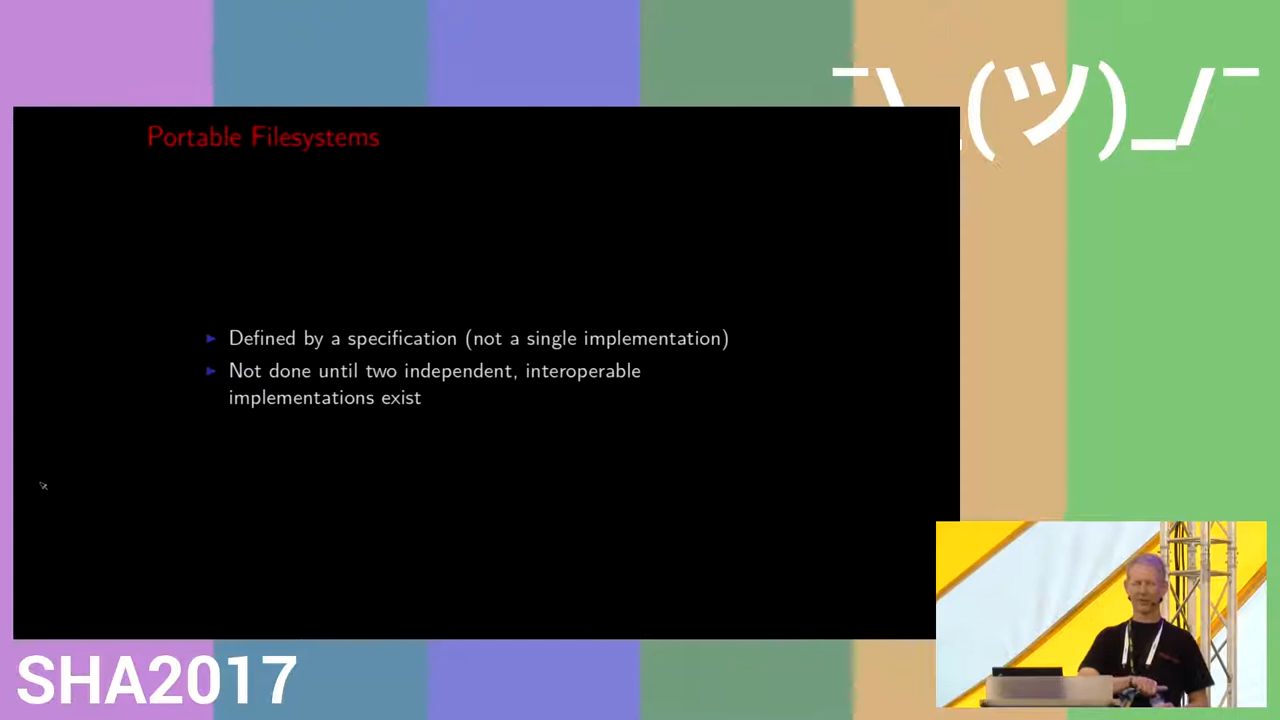 ¯\_(ツ)_/¯
Portable Filesystems
Defined by a specification (not a single implementation)
Not done until two independent, interoperable
implementations exist
SHA2017